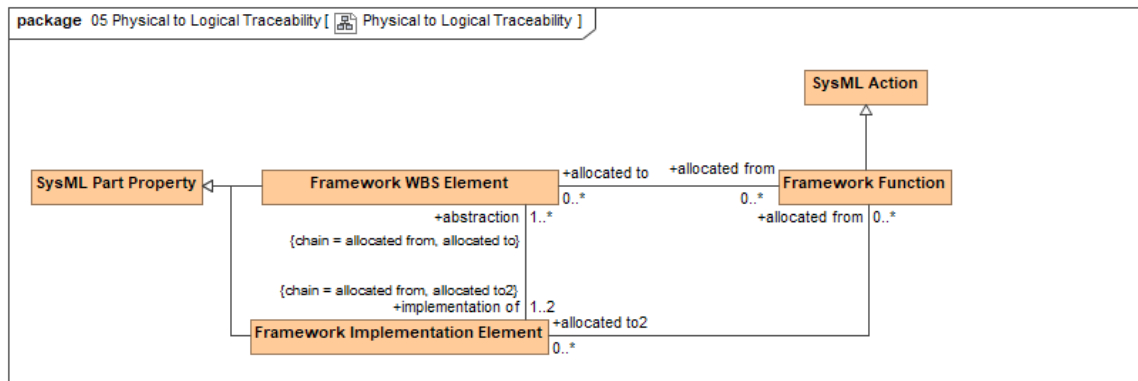 package 05 Physical to Logical Traceability [ Physical to Logical Traceability ]
SysML Action
SysML Part Property
Framework WBS Element
+allocated to
0..*
+allocated from
0..*
Framework Function
+abstraction 1..*
{chain = allocated from, allocated to}
+allocated from 0..*
{chain = allocated from, allocated to2}
+implementation of 1..2
Framework Implementation Element
+allocated to2
0..*